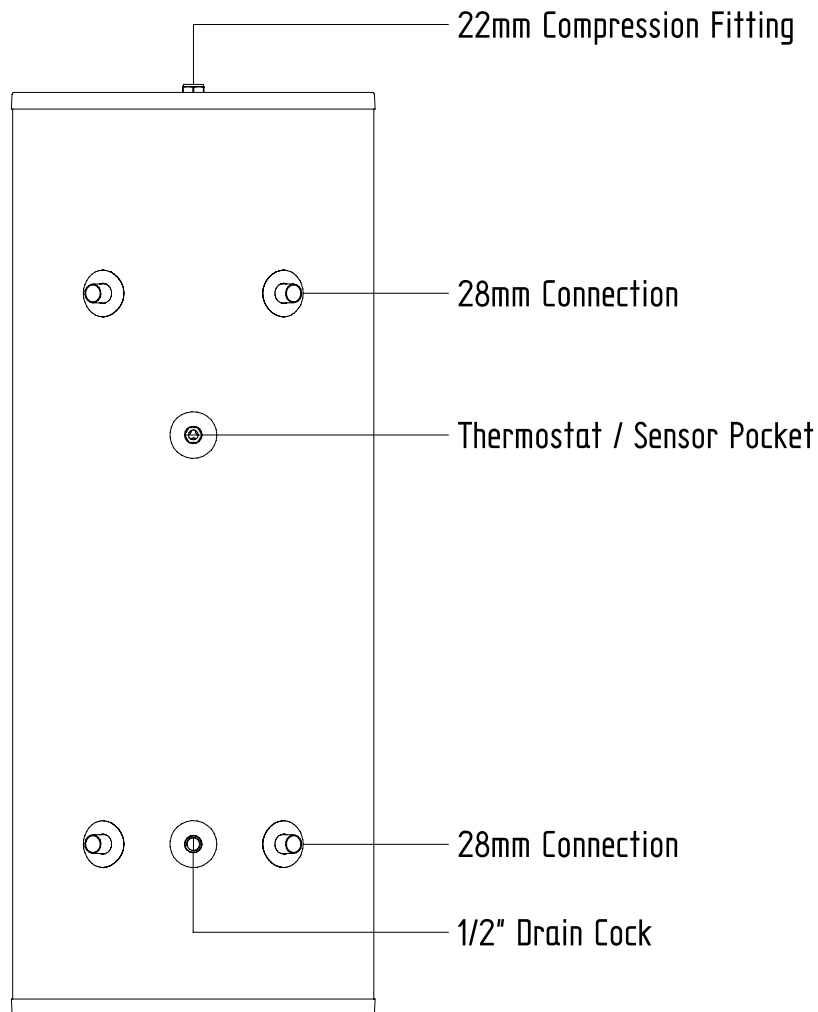 22mm Compression Fitting
28mm Connection
Thermostat / Sensor Pocket
28mm Connection
1/2" Drain Cock